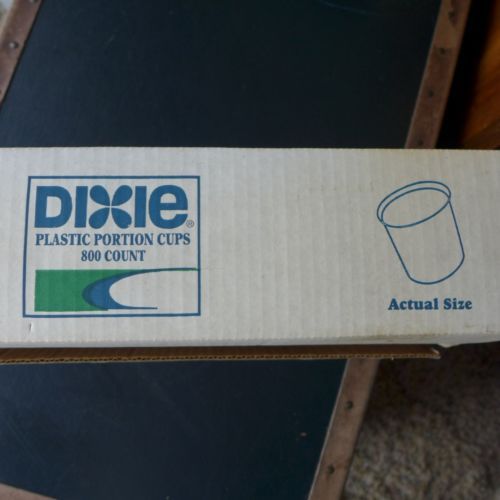 DIXIE®
PLASTIC PORTION CUPS
800 COUNT
Actual Size